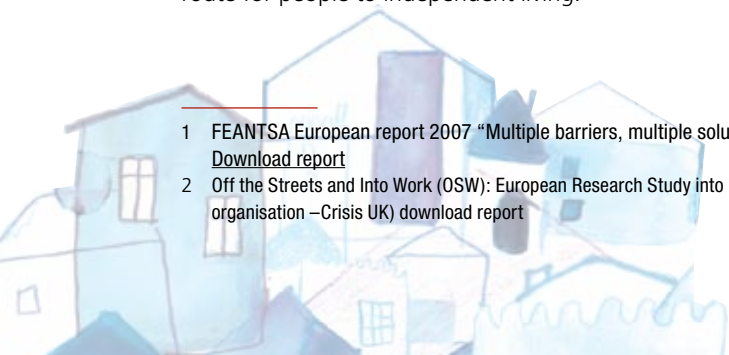 route for people to independent living.
1 FEANTSA European report 2007 “Multiple barriers, multiple solu
Download report
2 Off the Streets and Into Work (OSW): European Research Study into
organisation –Crisis UK) download report